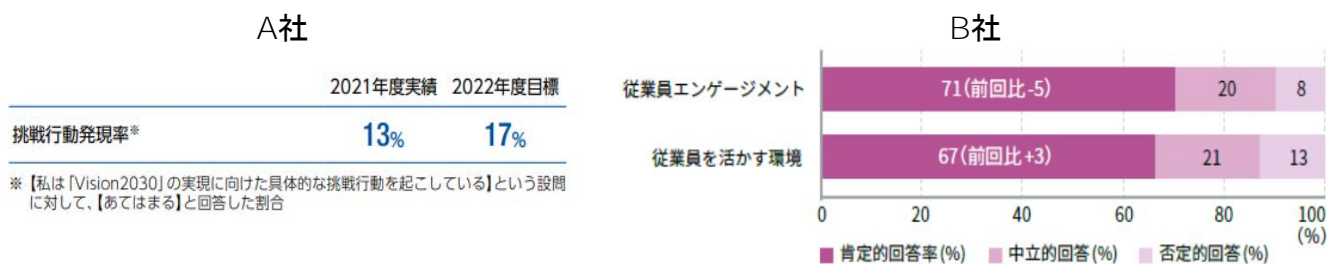 A社
2021年度実績 2022年度目標
挑戦行動発現率※ 13% 17%
※【私は「Vision2030」の実現に向けた具体的な挑戦行動を起こしている】という設問
に対して、【あてはまる】と回答した割合
B社
従業員エンゲージメント 71(前回比-5) 20 8
従業員を活かす環境 67(前回比+3) 21 13
0 20 40 60 80 100
(%)
肯定的回答率(%) 中立的回答(%) 否定的回答(%)